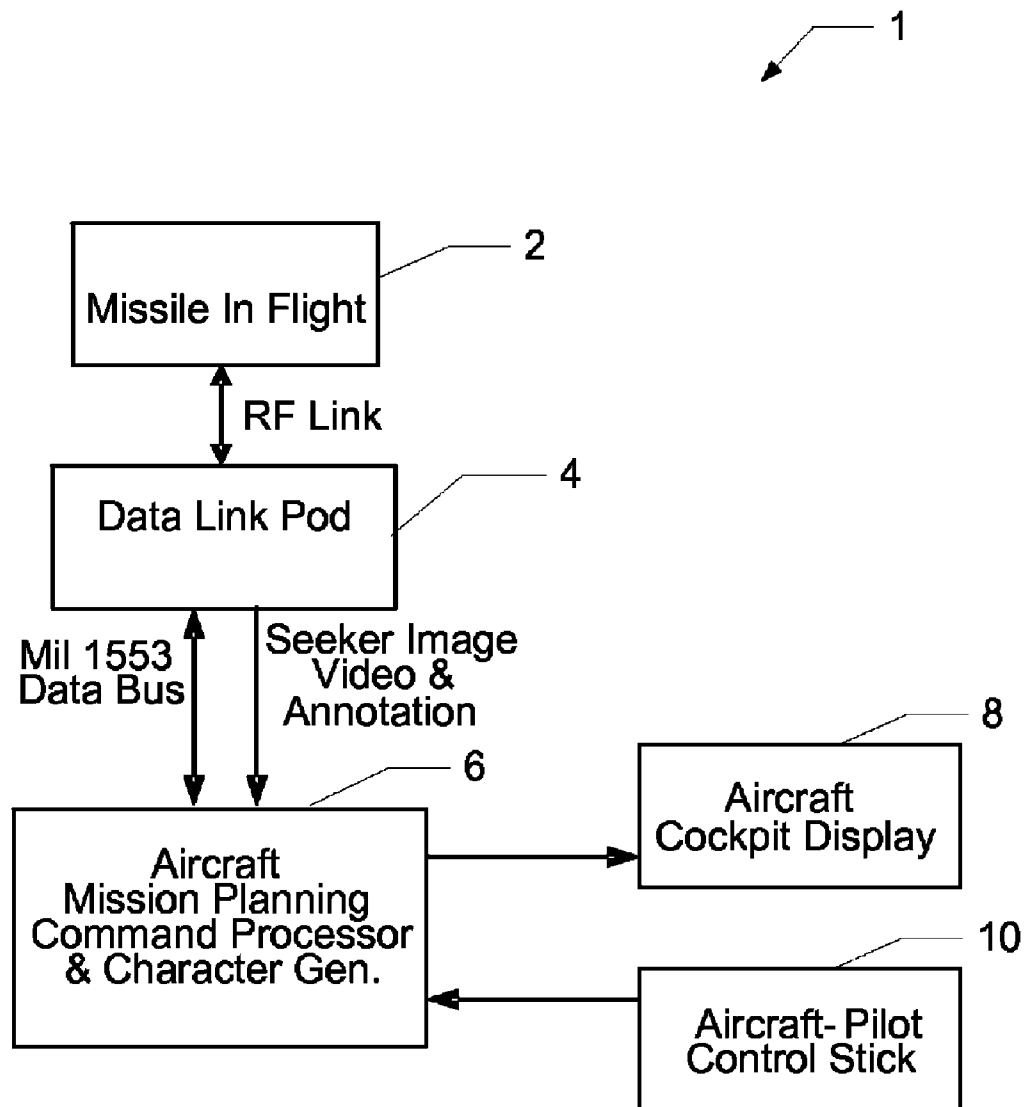 1
2
Missile In Flight
RF Link
4
Data Link Pod
Mil 1553
Data Bus
Seeker Image
Video &
Annotation
6
8
Aircraft
Mission Planning
Command Processor
& Character Gen.
Aircraft
Cockpit Display
10
Aircraft- Pilot
Control Stick